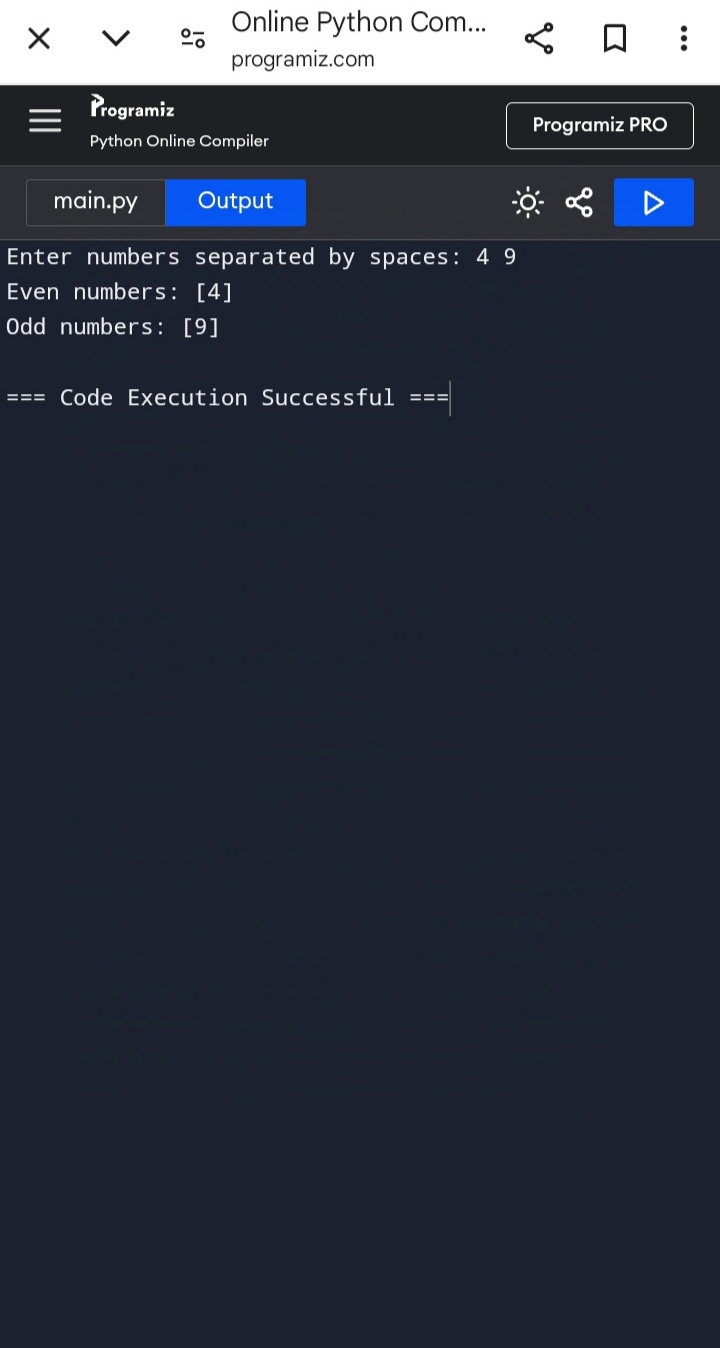 Online Python Com...
programiz.com
Programiz
Python Online Compiler
Programiz PRO
main.py
Output
Enter numbers separated by spaces: 4 9
Even numbers: [4]
Odd numbers: [9]
=== Code Execution Successful ===